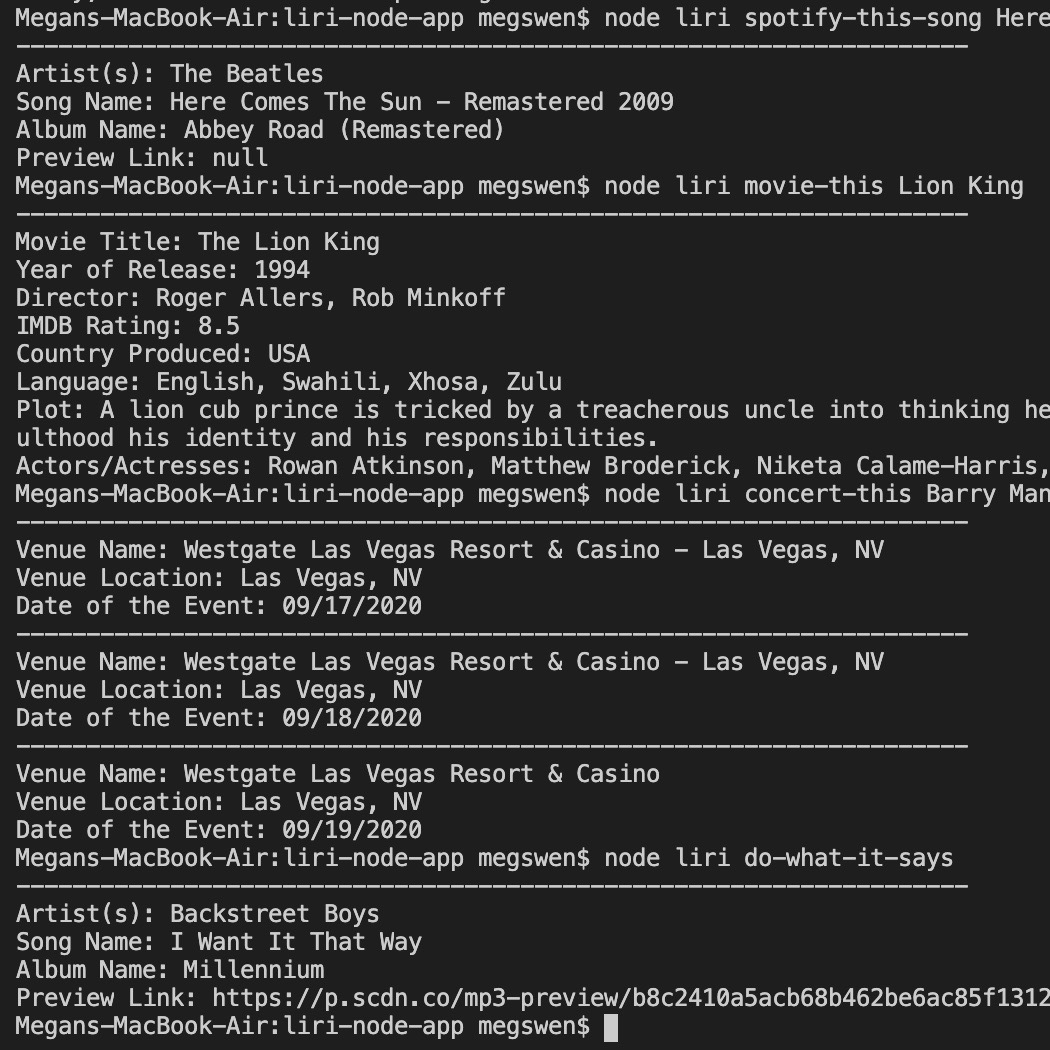 Megans-MacBook-Air:liri-node-app megswen$ node liri spotify-this-song Here
--------------------------------------------------------------------
Artist(s): The Beatles
Song Name: Here Comes The Sun - Remastered 2009
Album Name: Abbey Road (Remastered)
Preview Link: null
Megans-MacBook-Air:liri-node-app megswen$ node liri movie-this Lion King
--------------------------------------------------------------------
Movie Title: The Lion King
Year of Release: 1994
Director: Roger Allers, Rob Minkoff
IMDB Rating: 8.5
Country Produced: USA
Language: English, Swahili, Xhosa, Zulu
Plot: A lion cub prince is tricked by a treacherous uncle into thinking he
ulthood his identity and his responsibilities.
Actors/Actresses: Rowan Atkinson, Matthew Broderick, Niketa Calame-Harris,
Megans-MacBook-Air:liri-node-app megswen$ node liri concert-this Barry Man
--------------------------------------------------------------------
Venue Name: Westgate Las Vegas Resort & Casino - Las Vegas, NV
Venue Location: Las Vegas, NV
Date of the Event: 09/17/2020
--------------------------------------------------------------------
Venue Name: Westgate Las Vegas Resort & Casino - Las Vegas, NV
Venue Location: Las Vegas, NV
Date of the Event: 09/18/2020
--------------------------------------------------------------------
Venue Name: Westgate Las Vegas Resort & Casino
Venue Location: Las Vegas, NV
Date of the Event: 09/19/2020
Megans-MacBook-Air:liri-node-app megswen$ node liri do-what-it-says
--------------------------------------------------------------------
Artist(s): Backstreet Boys
Song Name: I Want It That Way
Album Name: Millennium
Preview Link: https://p.scdn.co/mp3-preview/b8c2410a5acb68b462be6ac85f1312
Megans-MacBook-Air:liri-node-app megswen$